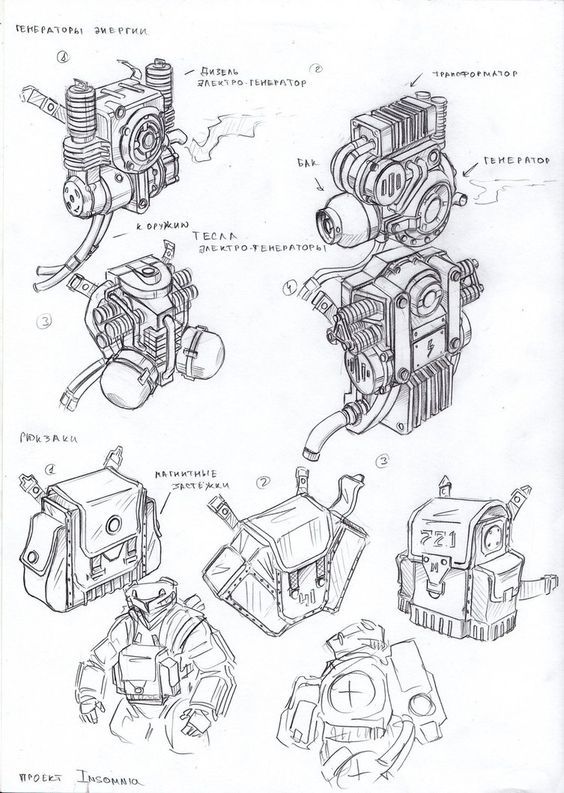 ГЕНЕРАТОРЫ ЭНЕРГИИ
1
ДИЗЕЛЬ
ЭЛЕКТРО-ГЕНЕРАТОР
2
ТРАНСФОРМАТОР
БАК
ГЕНЕРАТОР
К ОРУЖИЮ
ТЕСЛА
ЭЛЕКТРО-ГЕНЕРАТОРЫ
3
4
РЮКЗАКИ
1
МАГНИТНЫЕ
ЗАСТЁЖКИ
2
3
221
М
ПРОЕКТ INSOMNIA